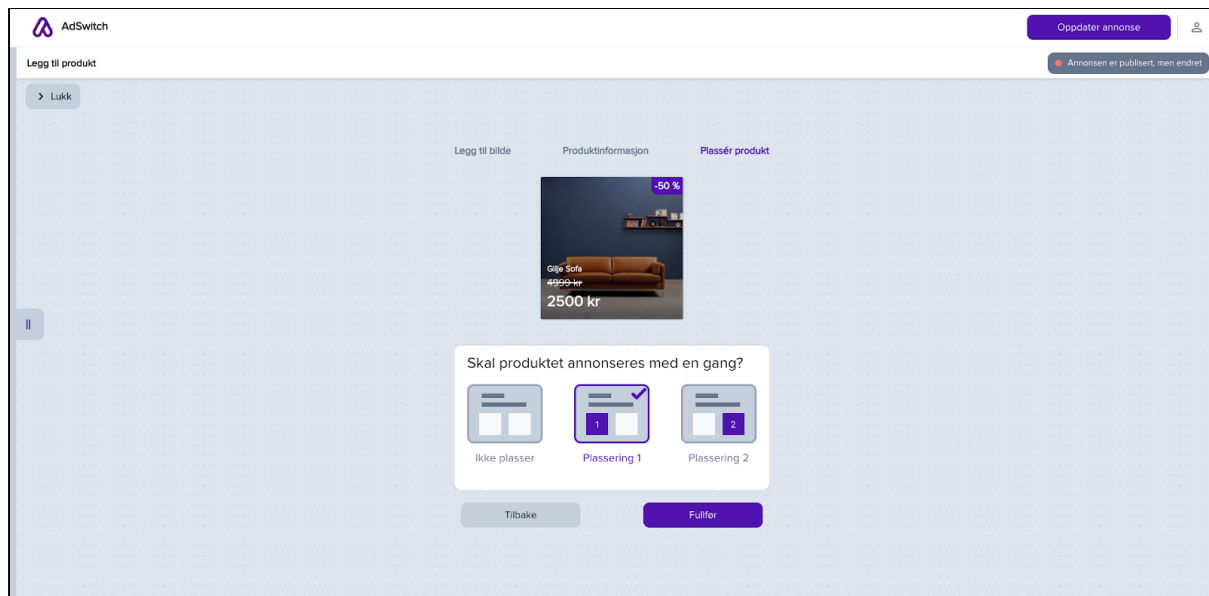 AdSwitch
Oppdater annonse
Legg til produkt
Annonsen er publisert, men endret
Lukk
Legg til bilde
Produktinformasjon
Plassér produkt
-50 %
Gilje Sofa
4999 kr
2500 kr
Skal produktet annonseres med en gang?
1
2
Ikke plasser
Plassering 1
Plassering 2
Tilbake
Fullfør